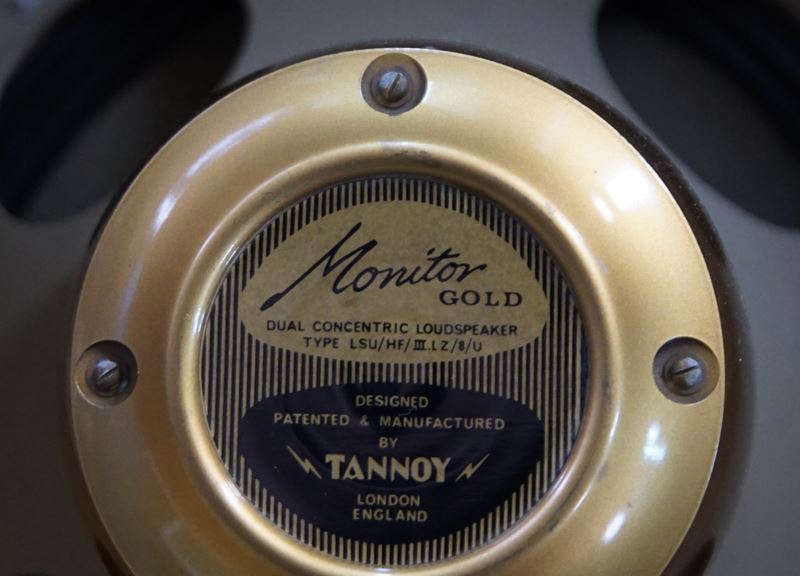 Monitor
GOLD
DUAL CONCENTRIC LOUDSPEAKER
TYPE LSU/HF/III.LZ/8/U
DESIGNED
PATENTED & MANUFACTURED
BY
TANNOY
LONDON
ENGLAND